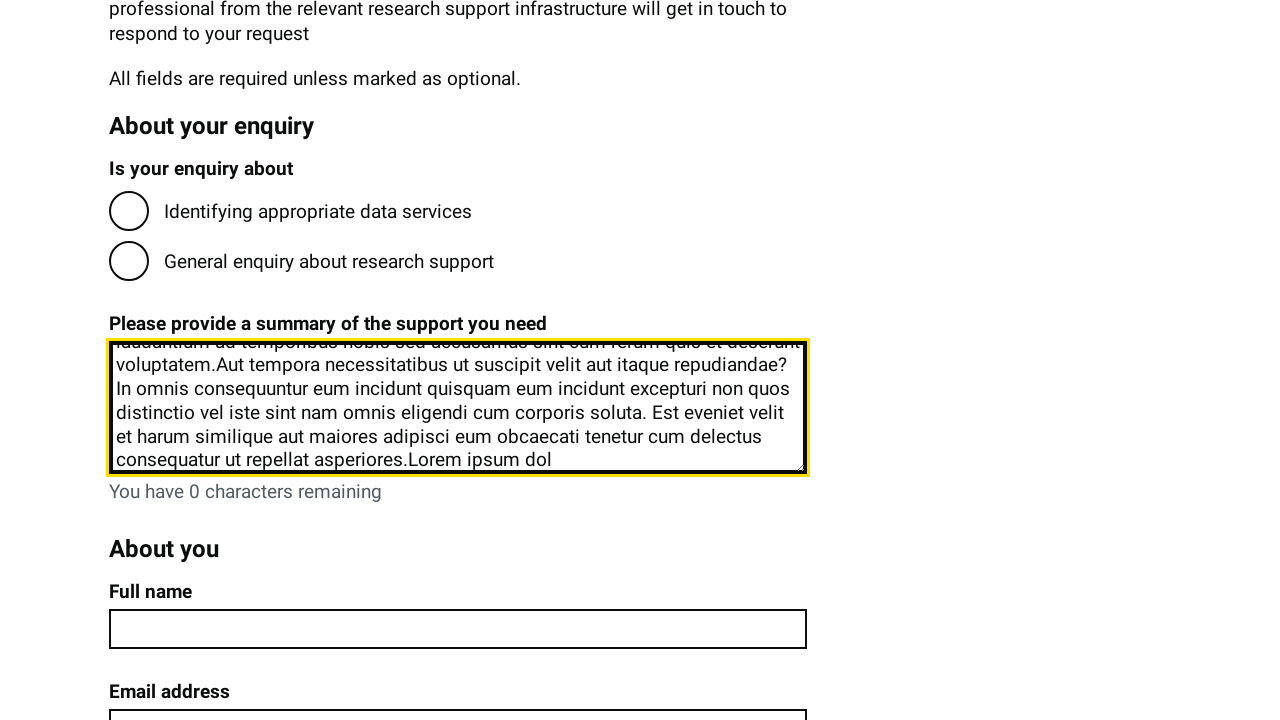 professional from the relevant research support infrastructure will get in touch to
respond to your request
All fields are required unless marked as optional.
About your enquiry
Is your enquiry about
Identifying appropriate data services
General enquiry about research support
Please provide a summary of the support you need
voluptatem.Aut tempora necessitatibus ut suscipit velit aut itaque repudiandae?
In omnis consequuntur eum incidunt quisquam eum incidunt excepturi non quos
distinctio vel iste sint nam omnis eligendi cum corporis soluta. Est eveniet velit
et harum similique aut maiores adipisci eum obcaecati tenetur cum delectus
consequatur ut repellat asperiores.Lorem ipsum dol
You have 0 characters remaining
About you
Full name
Email address